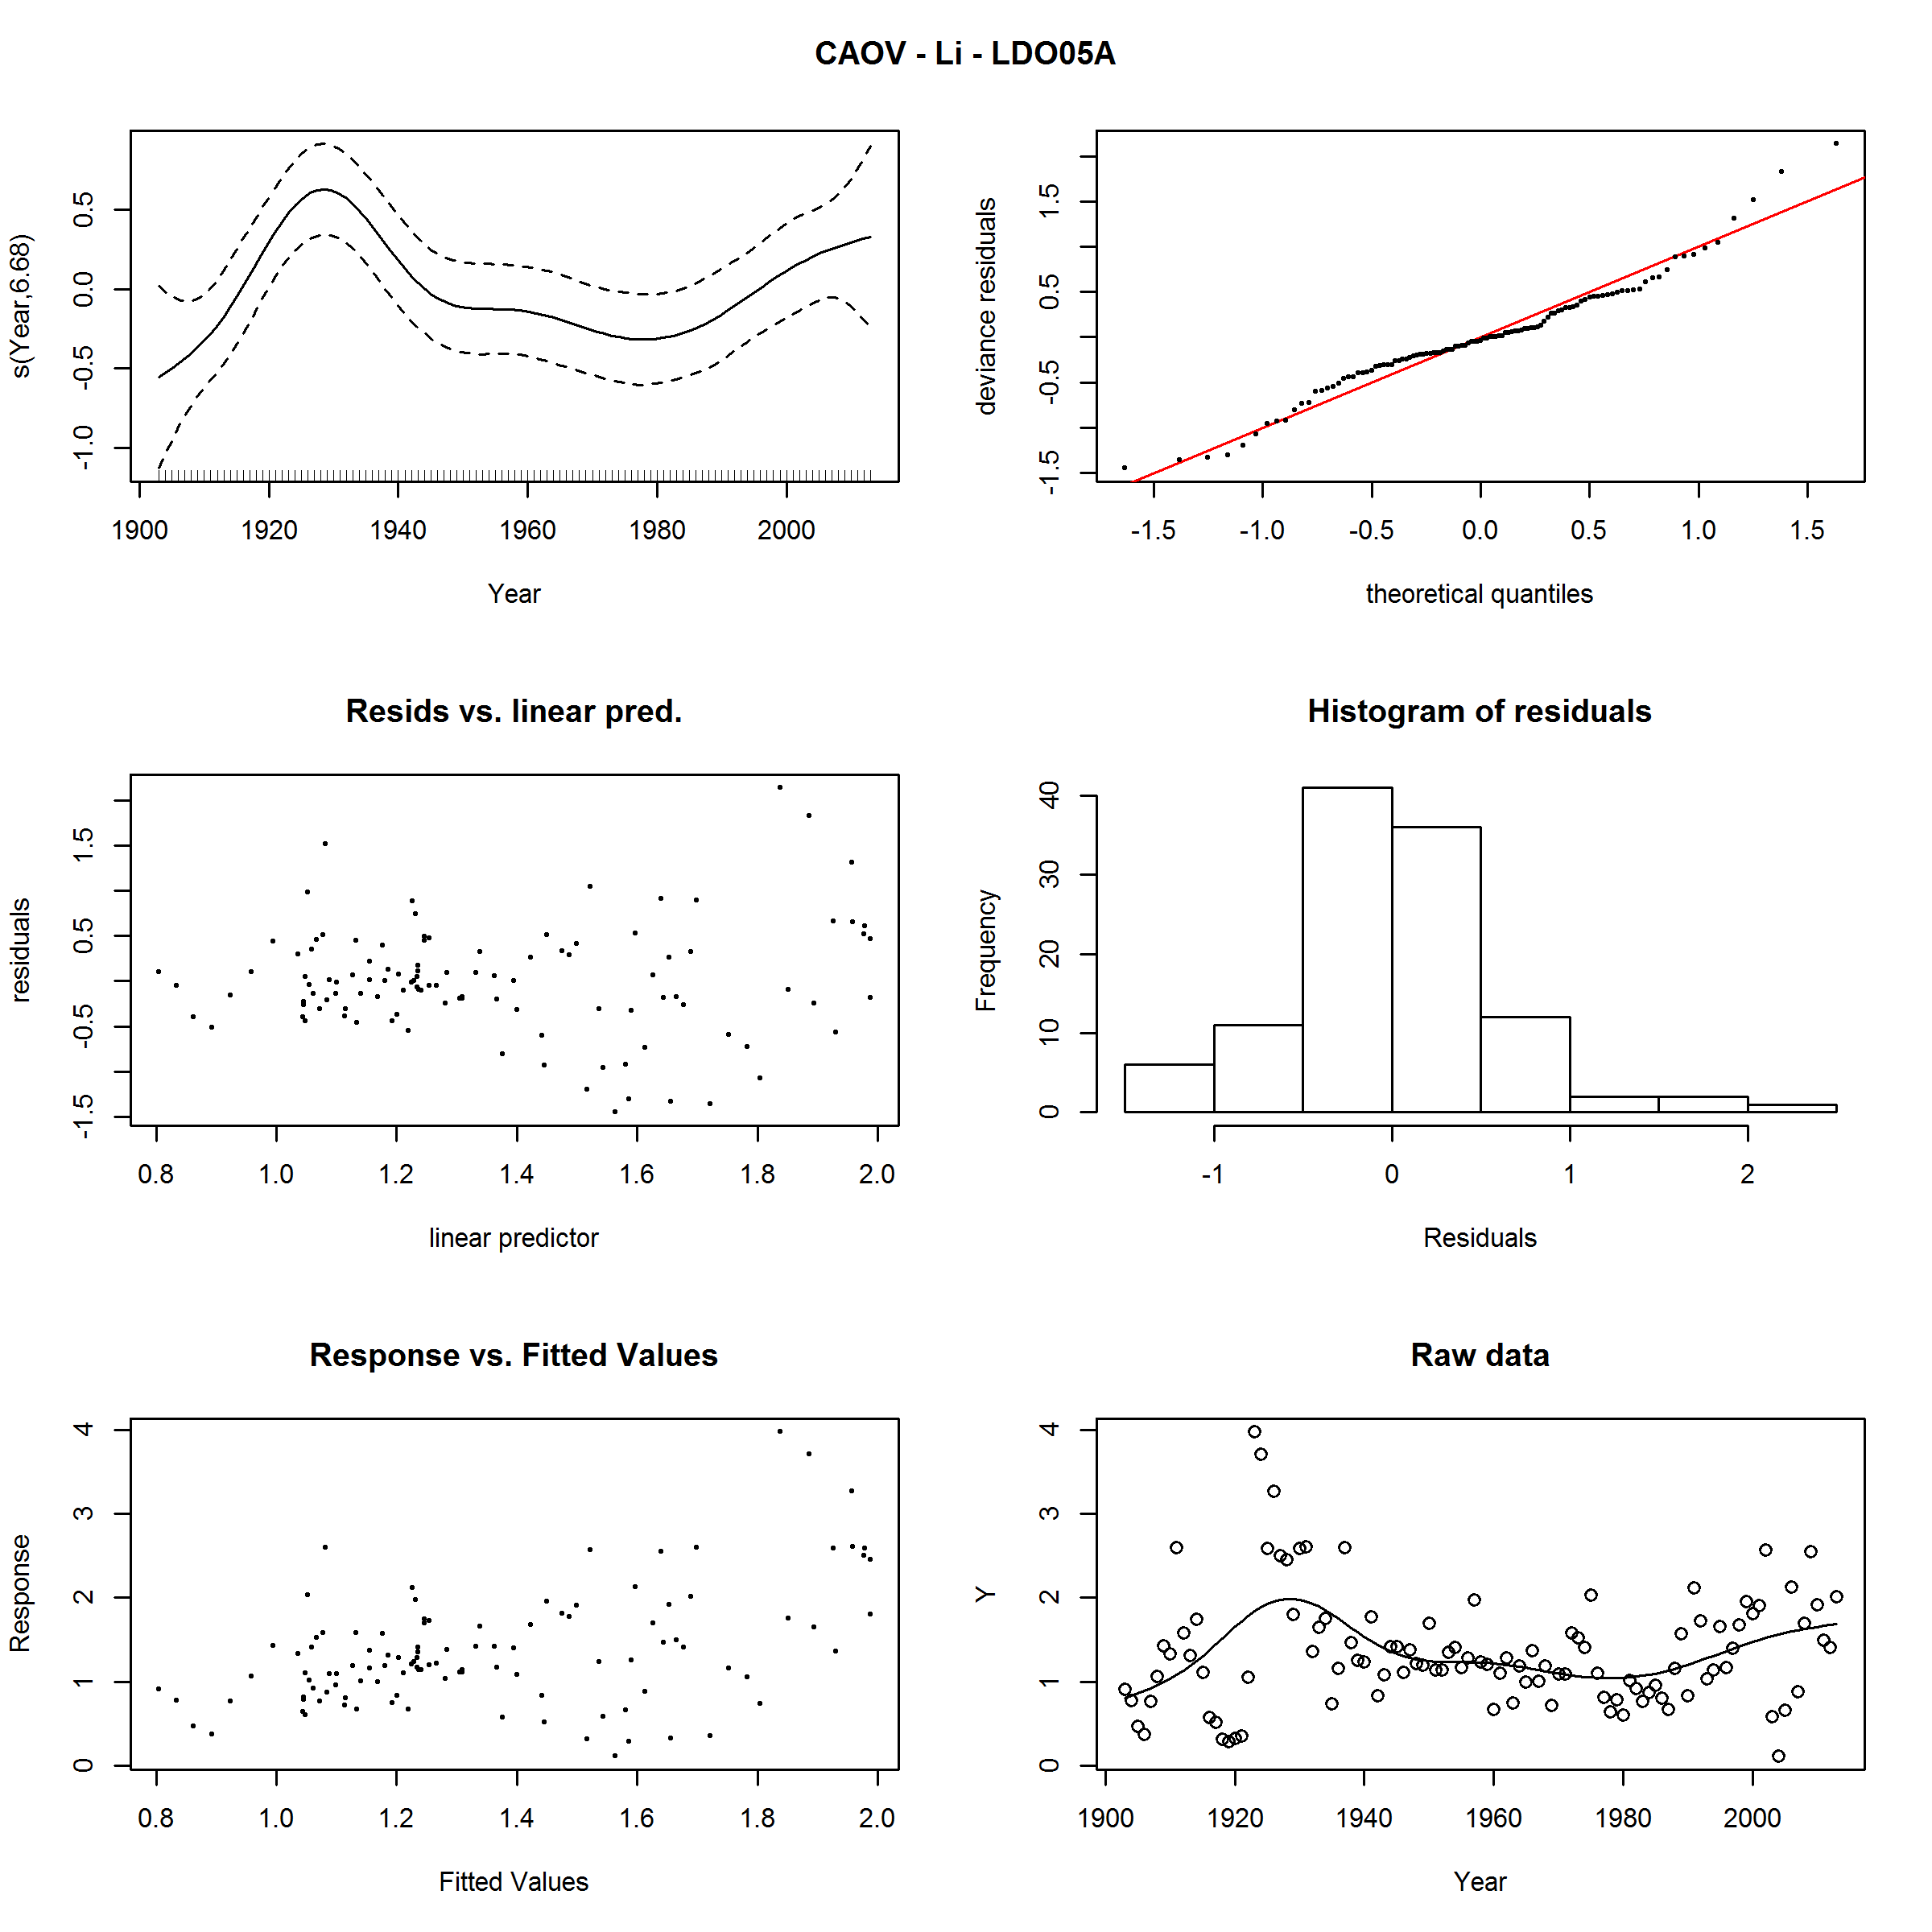 CAOV - Li - LDO05A
s(Year,6.68)
-1.0 -0.5 0.0 0.5
1900 1920 1940 1960 1980 2000
Year
deviance residuals
-1.5 -0.5 0.5 1.5
-1.5 -1.0 -0.5 0.0 0.5 1.0 1.5
theoretical quantiles
Resids vs. linear pred.
residuals
-1.5 -0.5 0.5 1.5
0.8 1.0 1.2 1.4 1.6 1.8 2.0
linear predictor
Histogram of residuals
Frequency
0 10 20 30 40
-1 0 1 2
Residuals
Response vs. Fitted Values
Response
0 1 2 3 4
0.8 1.0 1.2 1.4 1.6 1.8 2.0
Fitted Values
Raw data
Y
0 1 2 3 4
1900 1920 1940 1960 1980 2000
Year